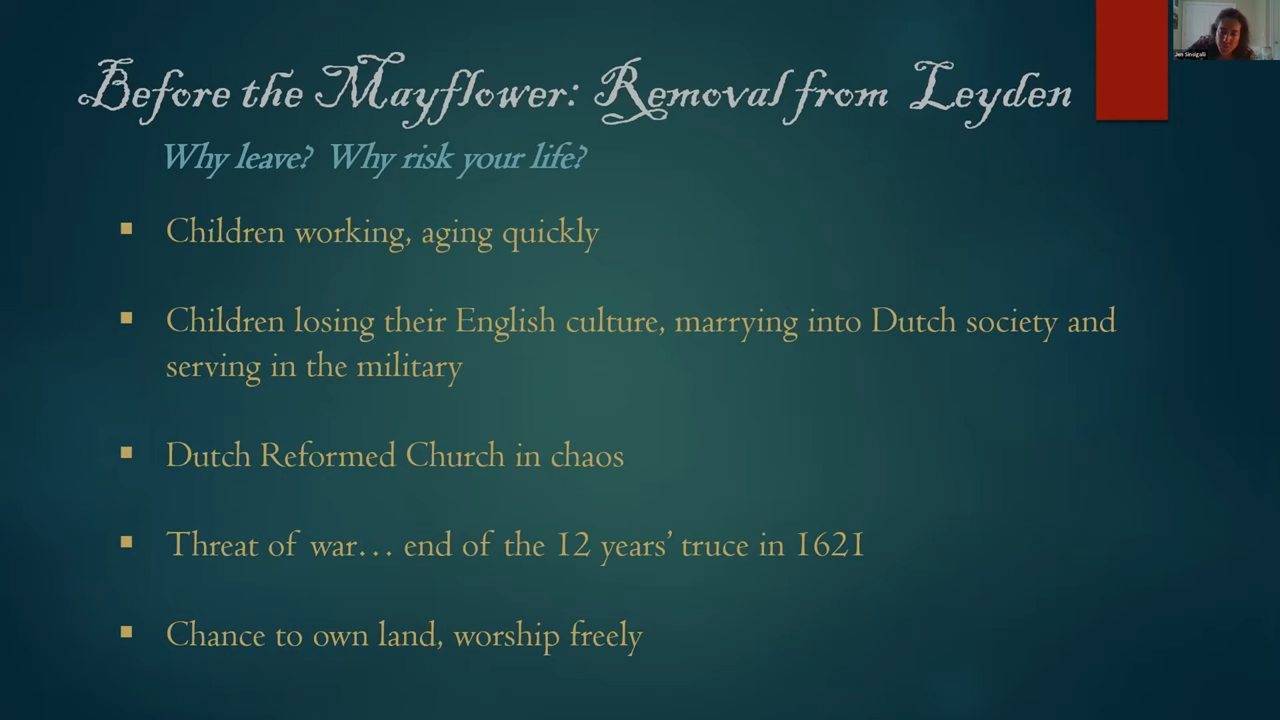 Before the Mayflower: Removal from Leyden
Why leave? Why risk your life?
▪ Children working, aging quickly
▪ Children losing their English culture, marrying into Dutch society and
serving in the military
▪ Dutch Reformed Church in chaos
▪ Threat of war... end of the 12 years’ truce in 1621
▪ Chance to own land, worship freely
Jen Sinsigalli